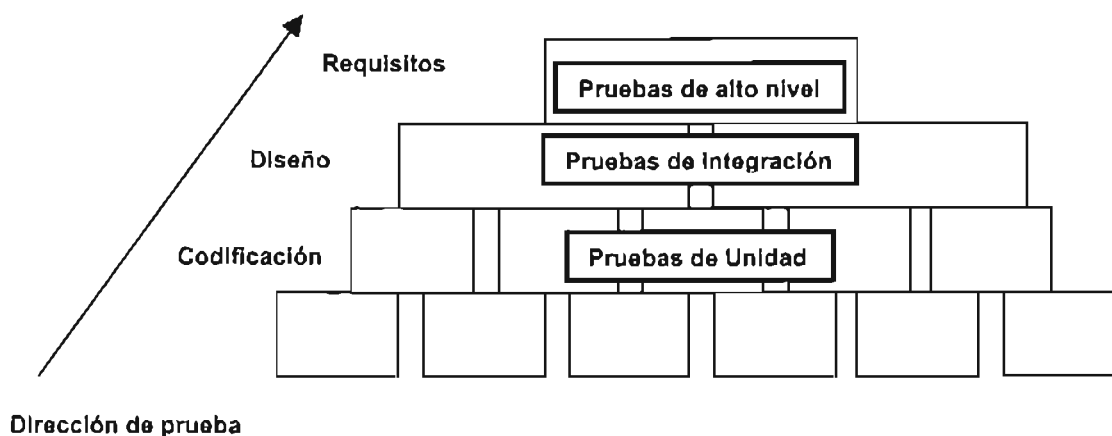 Requisitos
Pruebas de alto nivel
Diseño
Pruebas de Integración
Codificación
Pruebas de Unidad
Dirección de prueba